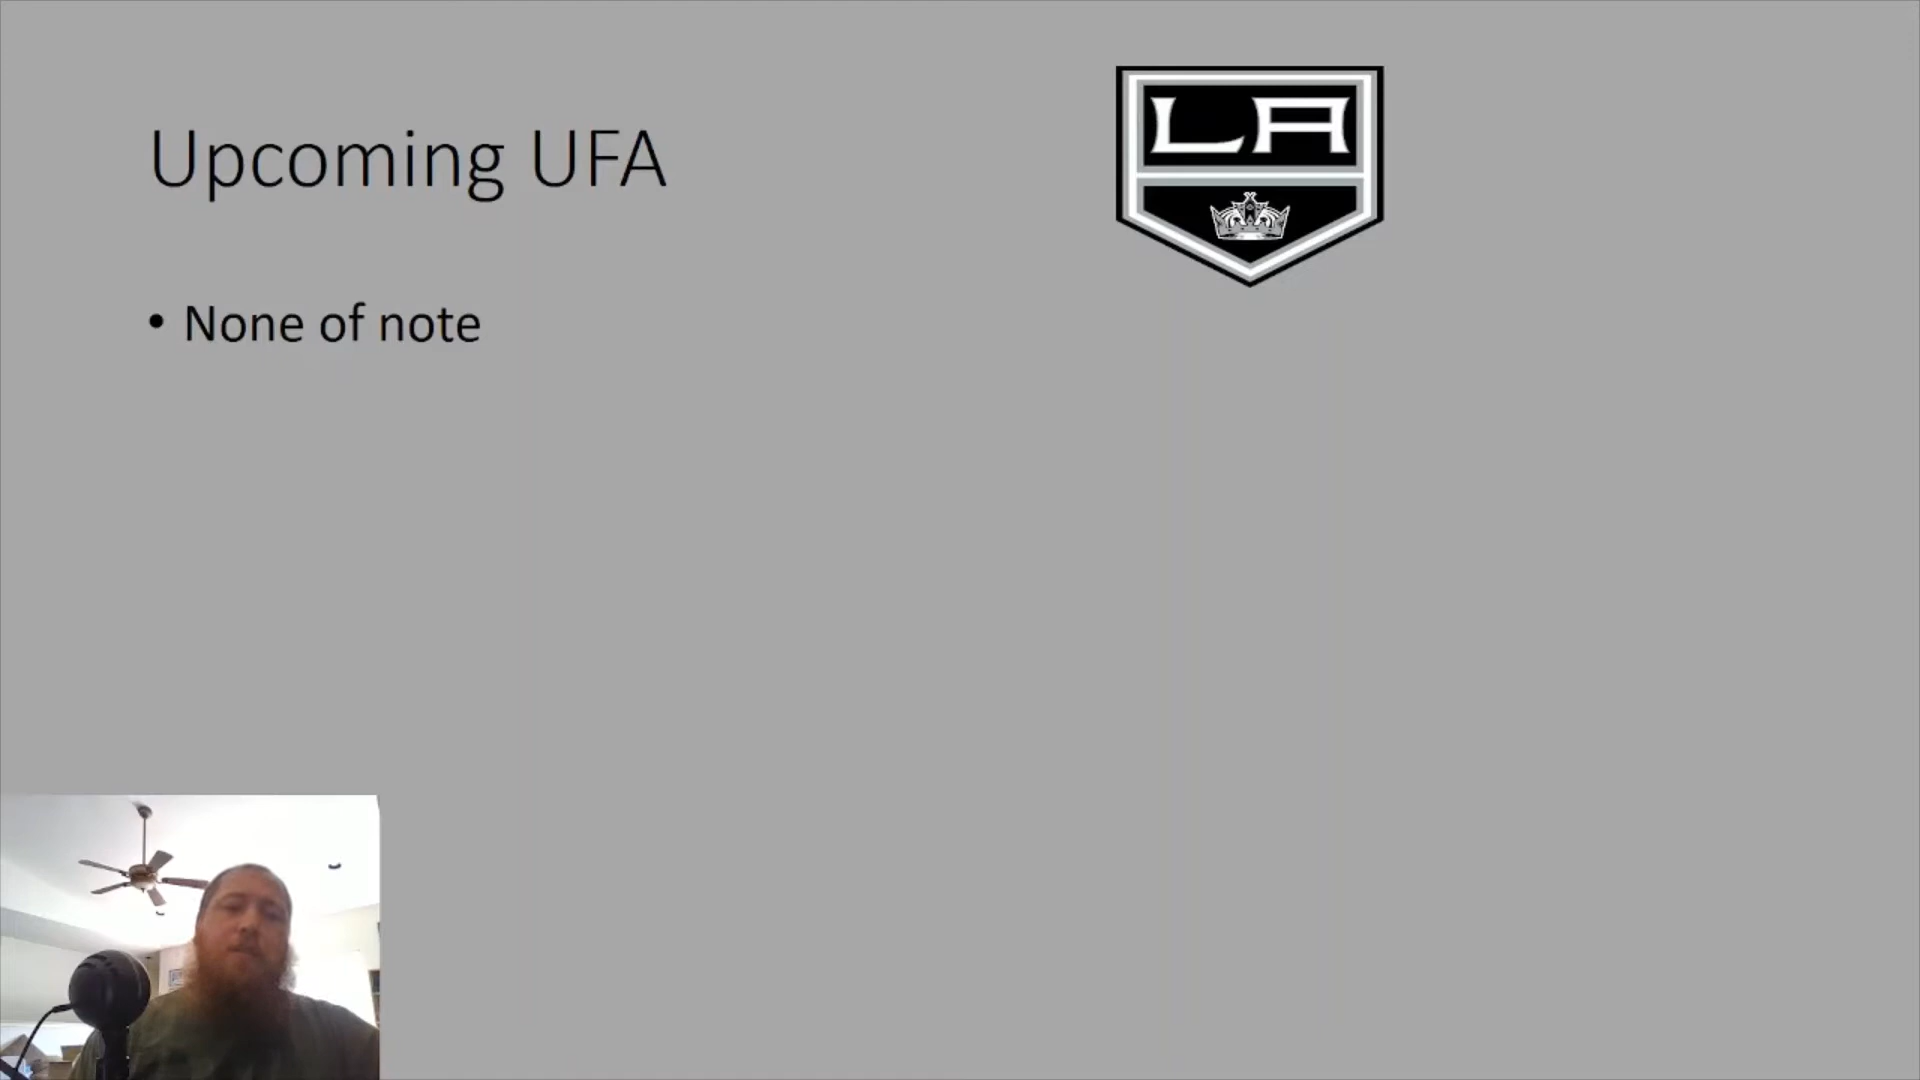 Upcoming UFA
LA
• None of note